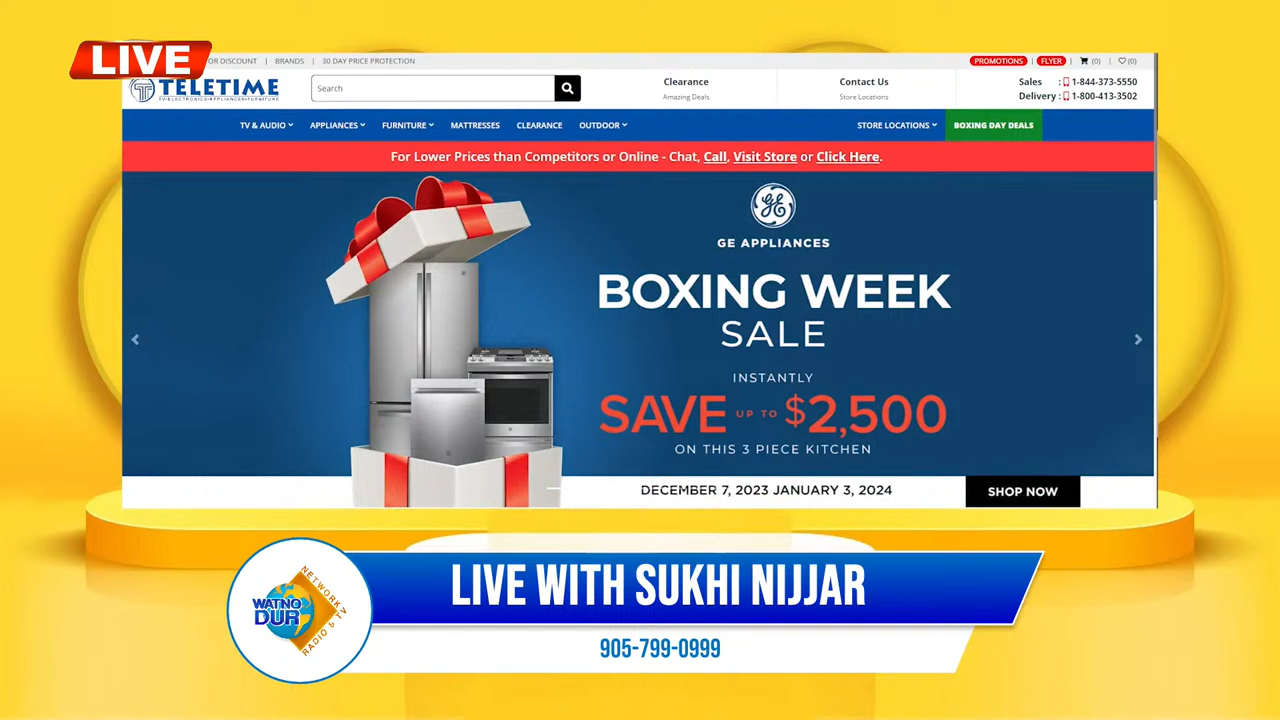 LIVE
OR DISCOUNT | BRANDS | 30 DAY PRICE PROTECTION
PROMOTIONS | FLYER | (0) | (0)
TELETIME
TV•ELECTRONICS•APPLIANCES•FURNITURE
Search
Clearance
Amazing Deals
Contact Us
Store Locations
Sales : 1-844-373-5550
Delivery : 1-800-413-3502
TV & AUDIO APPLIANCES FURNITURE MATTRESSES CLEARANCE OUTDOOR STORE LOCATIONS BOXING DAY DEALS
For Lower Prices than Competitors or Online - Chat, Call, Visit Store or Click Here.
GE
GE APPLIANCES
BOXING WEEK
SALE
INSTANTLY
SAVE UP TO $2,500
ON THIS 3 PIECE KITCHEN
DECEMBER 7, 2023 JANUARY 3, 2024
SHOP NOW
WATNO
DUR
NETWORK
RADIO & TV
LIVE WITH SUKHI NIJJAR
905-799-0999